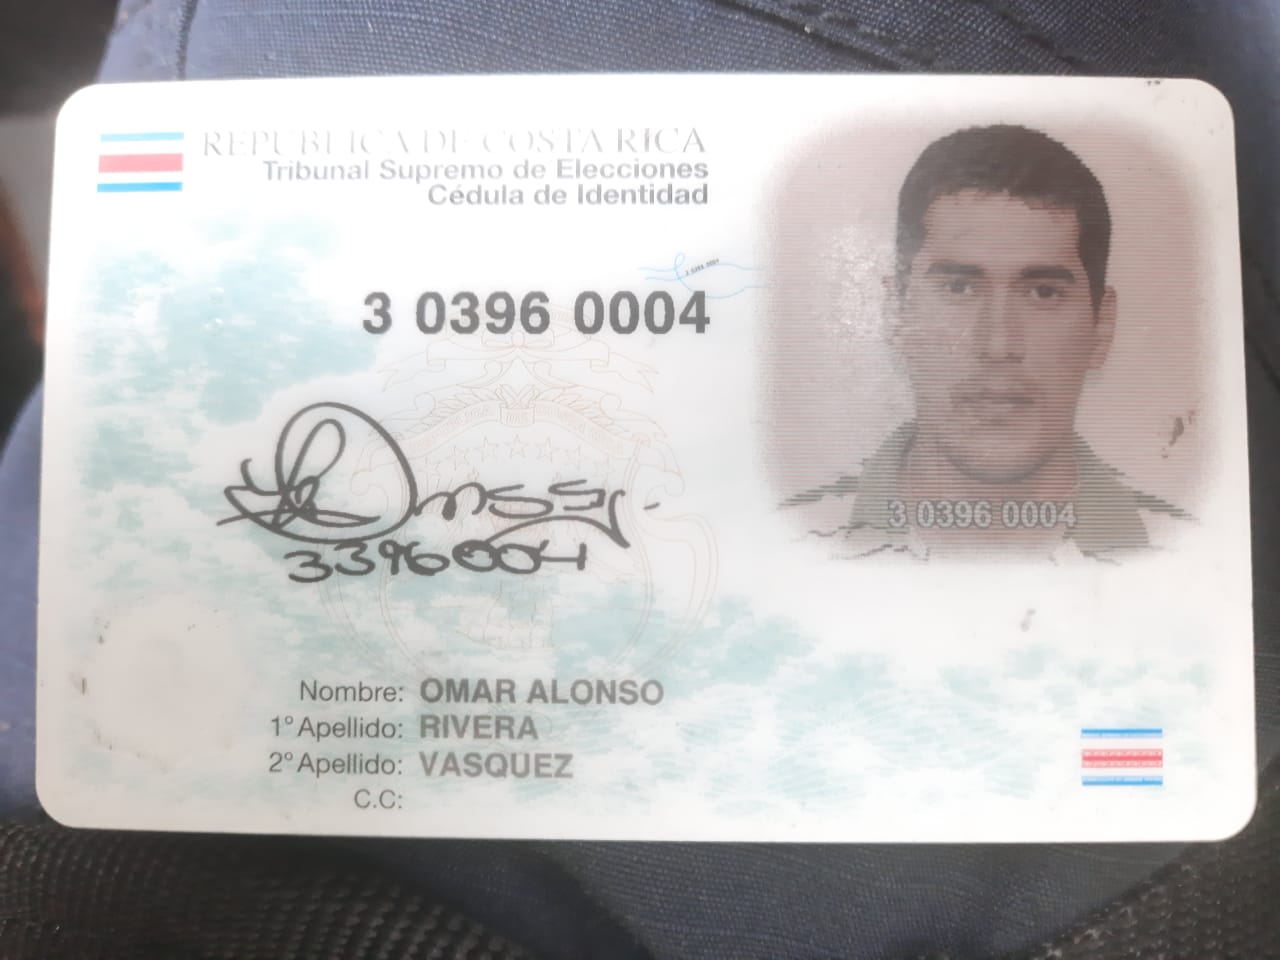 REPUBLICA DE COSTA RICA
Tribunal Supremo de Elecciones
Cédula de Identidad
3 0396 0004
33960004
3 0396 0004
Nombre: OMAR ALONSO
1° Apellido: RIVERA
2° Apellido: VASQUEZ
C.C: